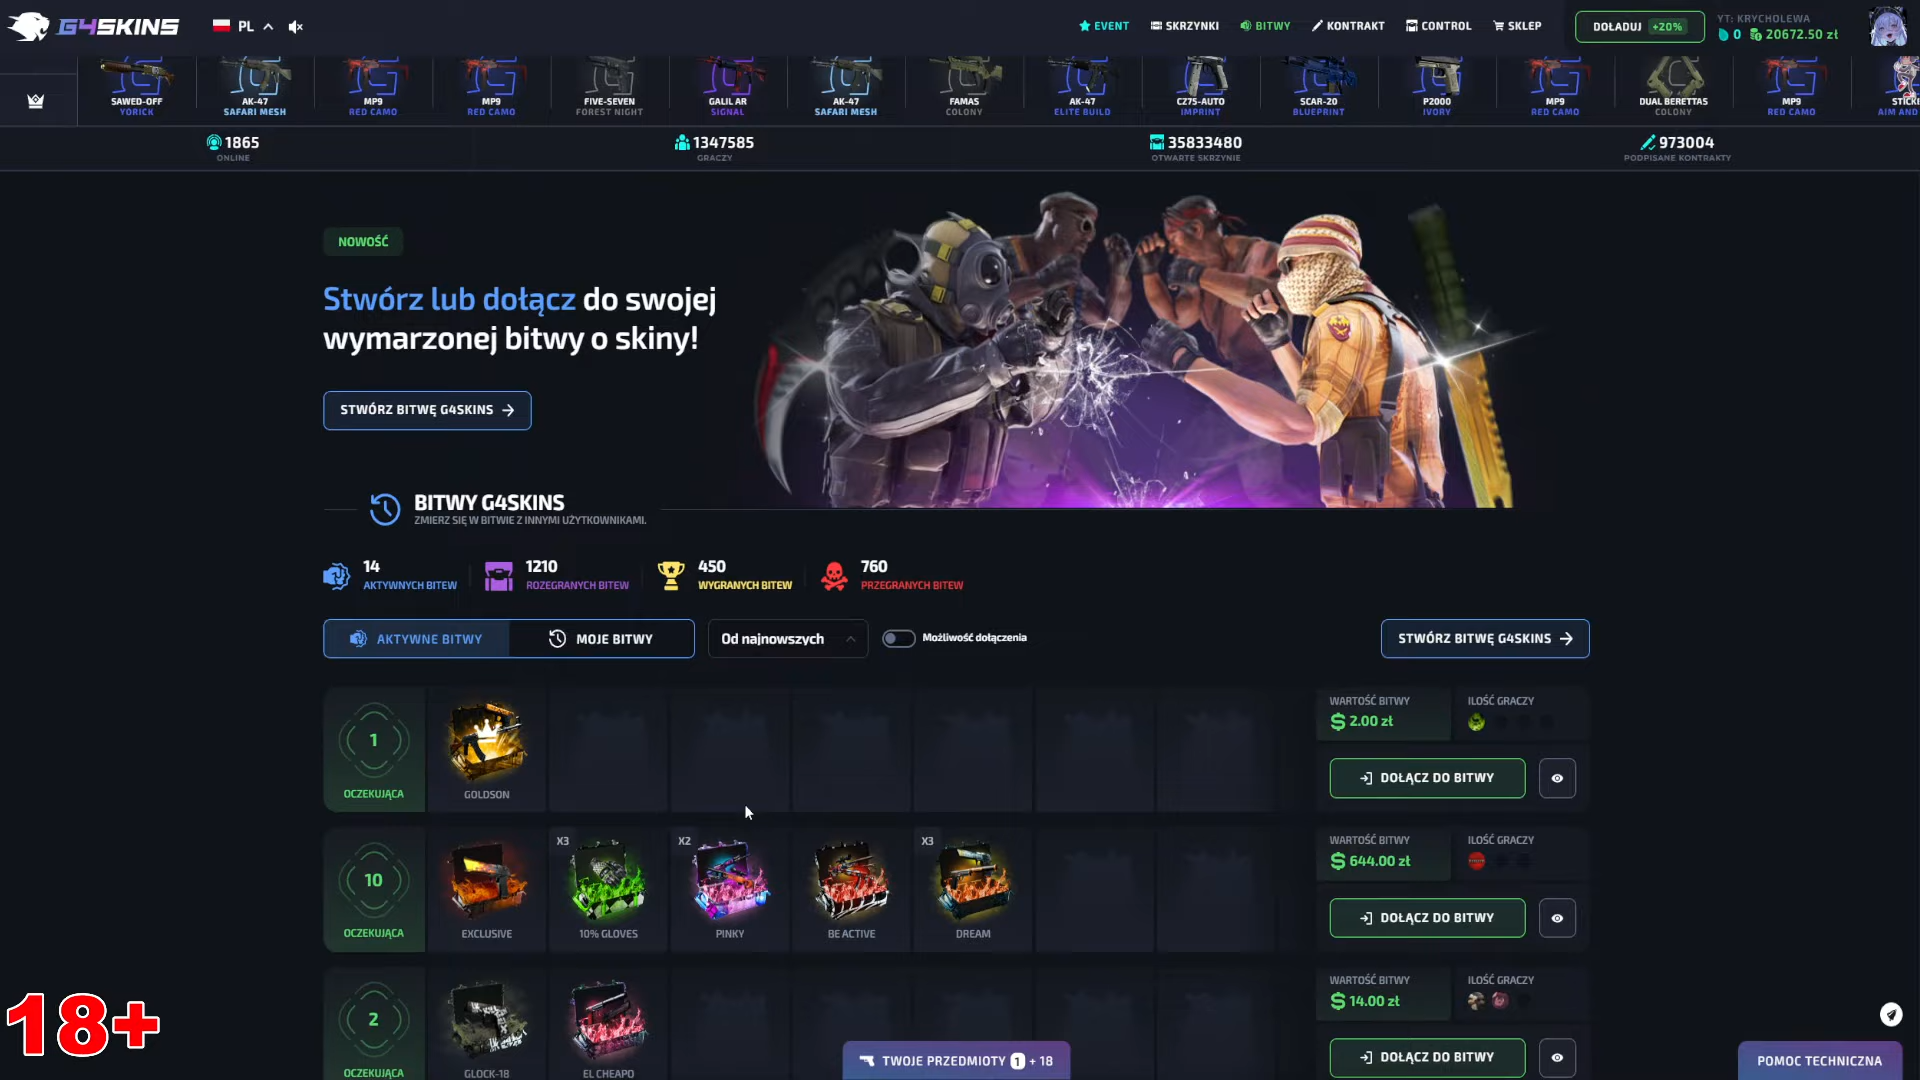 G4SKINS
PL
EVENT
SKRZYNKI
BITWY
KONTRAKT
CONTROL
SKLEP
DOŁADUJ +20%
YT: KRYCHOLEWA
0 20672.50 zł
SAWED-OFF
YORICK
AK-47
SAFARI MESH
MP9
RED CAMO
MP9
RED CAMO
FIVE-SEVEN
FOREST NIGHT
GALIL AR
SIGNAL
AK-47
SAFARI MESH
FAMAS
COLONY
AK-47
ELITE BUILD
CZ75-AUTO
IMPRINT
SCAR-20
BLUEPRINT
P2000
IVORY
MP9
RED CAMO
DUAL BERETTAS
COLONY
MP9
RED CAMO
STICKI
AIM AND
1865
ONLINE
1347585
GRACZY
35833480
OTWARTE SKRZYNIE
973004
PODPISANE KONTRAKTY
NOWOŚĆ
Stwórz lub dołącz do swojej
wymarzonej bitwy o skiny!
STWÓRZ BITWĘ G4SKINS
BITWY G4SKINS
ZMIERZ SIĘ W BITWIE Z INNYMI UŻYTKOWNIKAMI.
14
AKTYWNYCH BITEW
1210
ROZEGRANYCH BITEW
450
WYGRANYCH BITEW
760
PRZEGRANYCH BITEW
AKTYWNE BITWY
MOJE BITWY
Od najnowszych
Możliwość dołączenia
STWÓRZ BITWĘ G4SKINS
1
OCZEKUJĄCA
GOLDSON
WARTOŚĆ BITWY
2.00 zł
ILOŚĆ GRACZY
DOŁĄCZ DO BITWY
10
OCZEKUJĄCA
EXCLUSIVE
X3
10% GLOVES
X2
PINKY
BE ACTIVE
X3
DREAM
WARTOŚĆ BITWY
644.00 zł
ILOŚĆ GRACZY
DOŁĄCZ DO BITWY
2
OCZEKUJĄCA
GLOCK-18
EL CHEAPO
WARTOŚĆ BITWY
14.00 zł
ILOŚĆ GRACZY
DOŁĄCZ DO BITWY
18+
TWOJE PRZEDMIOTY 1 + 18
POMOC TECHNICZNA